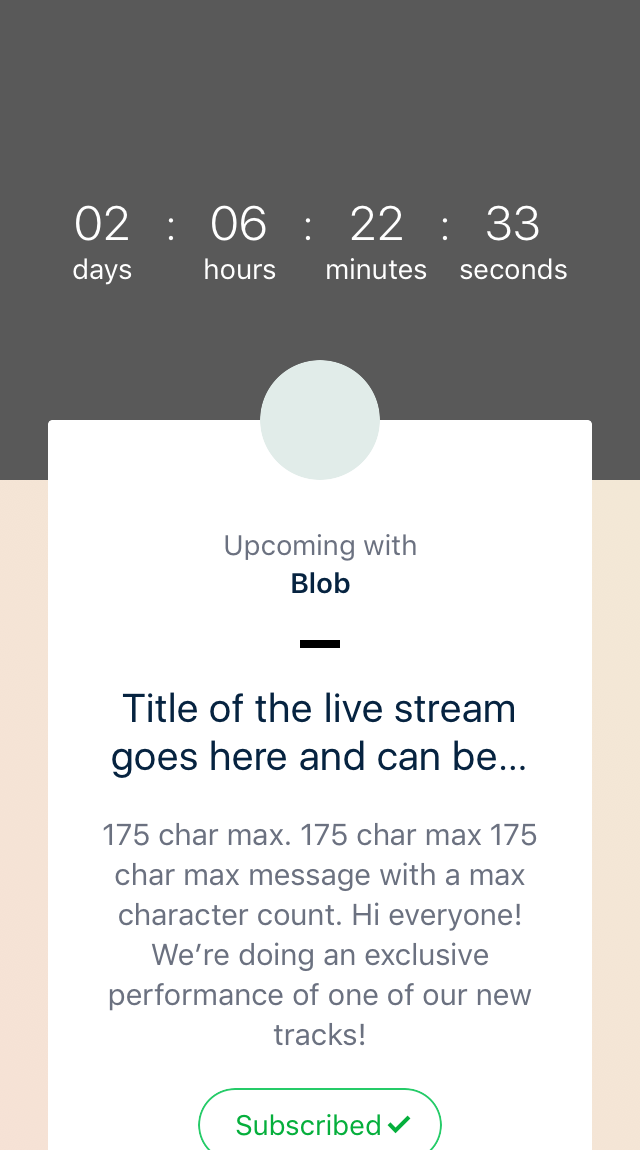 02 : 06 : 22 : 33
days hours minutes seconds
Upcoming with
Blob
Title of the live stream
goes here and can be...
175 char max. 175 char max 175
char max message with a max
character count. Hi everyone!
We’re doing an exclusive
performance of one of our new
tracks!
Subscribed